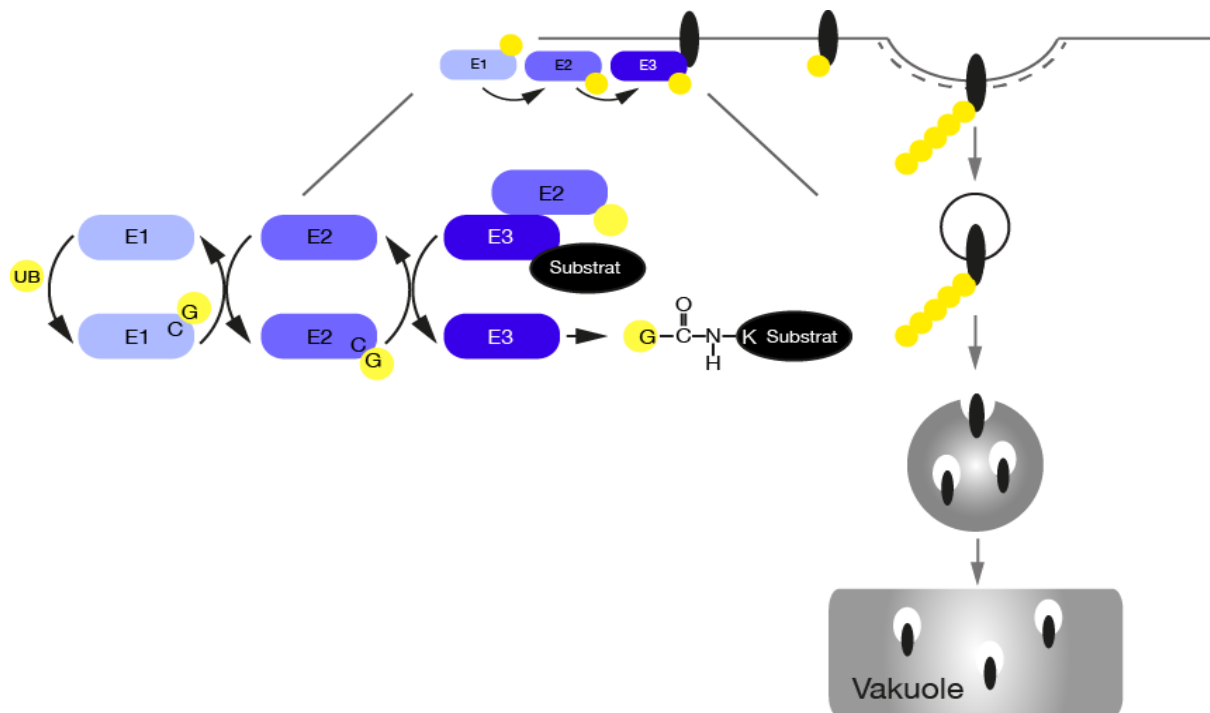 E1
E2
E3
E2
E1
E2
E3
Substrat
UB
G
C
E1
E2
C
G
E3
G
C
O
N
H
K
Substrat
Vakuole